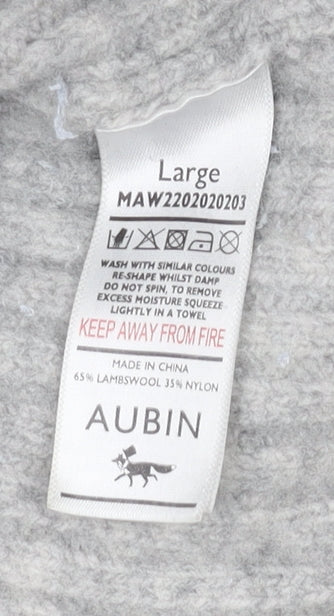 Large
MAW2202020203
WASH WITH SIMILAR COLOURS
RE-SHAPE WHILST DAMP
DO NOT SPIN, TO REMOVE
EXCESS MOISTURE SQUEEZE
LIGHTLY IN A TOWEL
KEEP AWAY FROM FIRE
MADE IN CHINA
65% LAMBSWOOL 35% NYLON
AUBIN